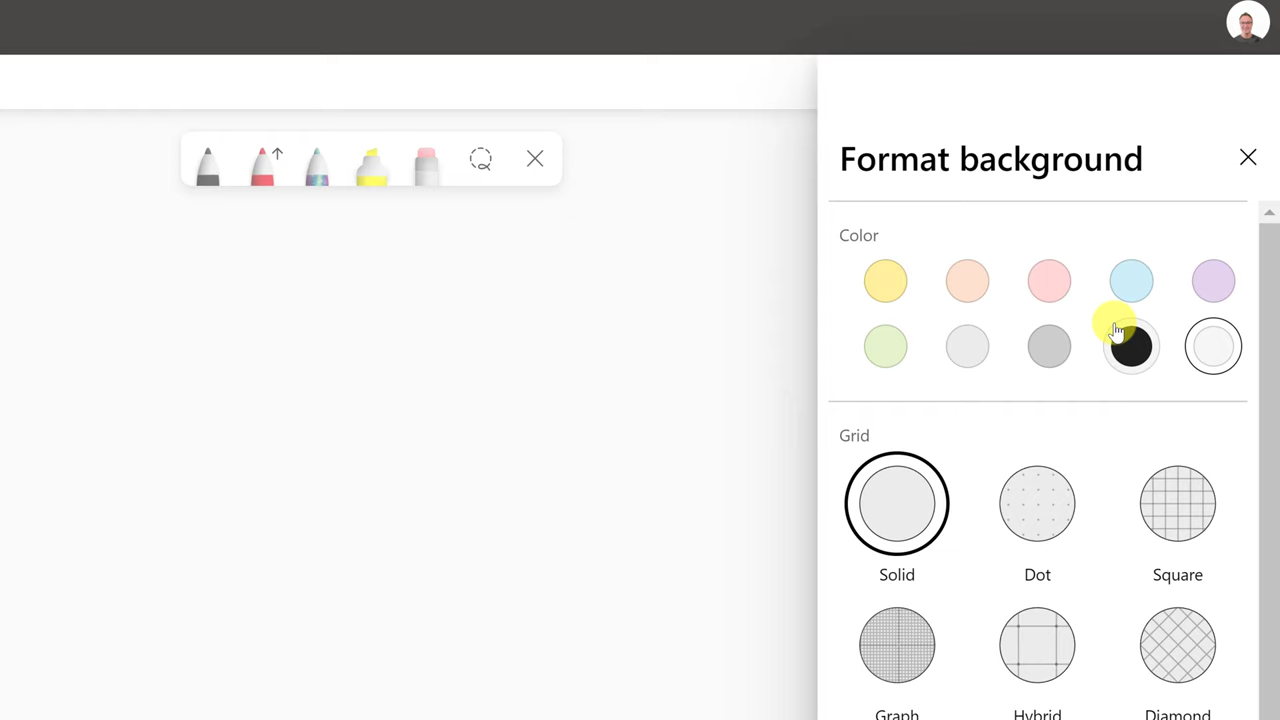 Format background
Color
Grid
Solid
Dot
Square
Graph
Hybrid
Diamond